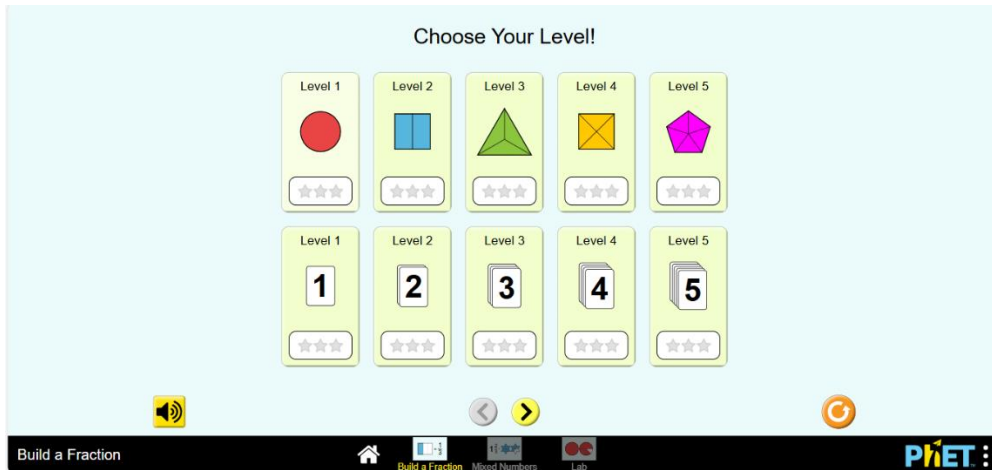 Choose Your Level!
Level 1 Level 2 Level 3 Level 4 Level 5
Level 1 Level 2 Level 3 Level 4 Level 5
1 2 3 4 5
Build a Fraction
Build a Fraction Mixed Numbers Lab
PhET